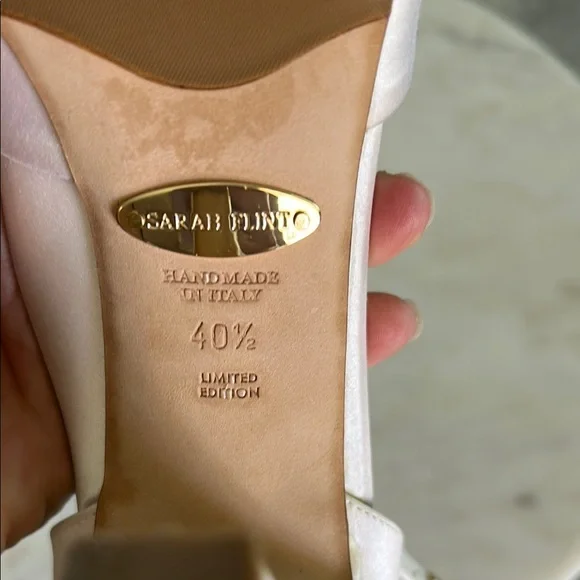 SARAH FLINT
HANDMADE
IN ITALY
40½
LIMITED
EDITION